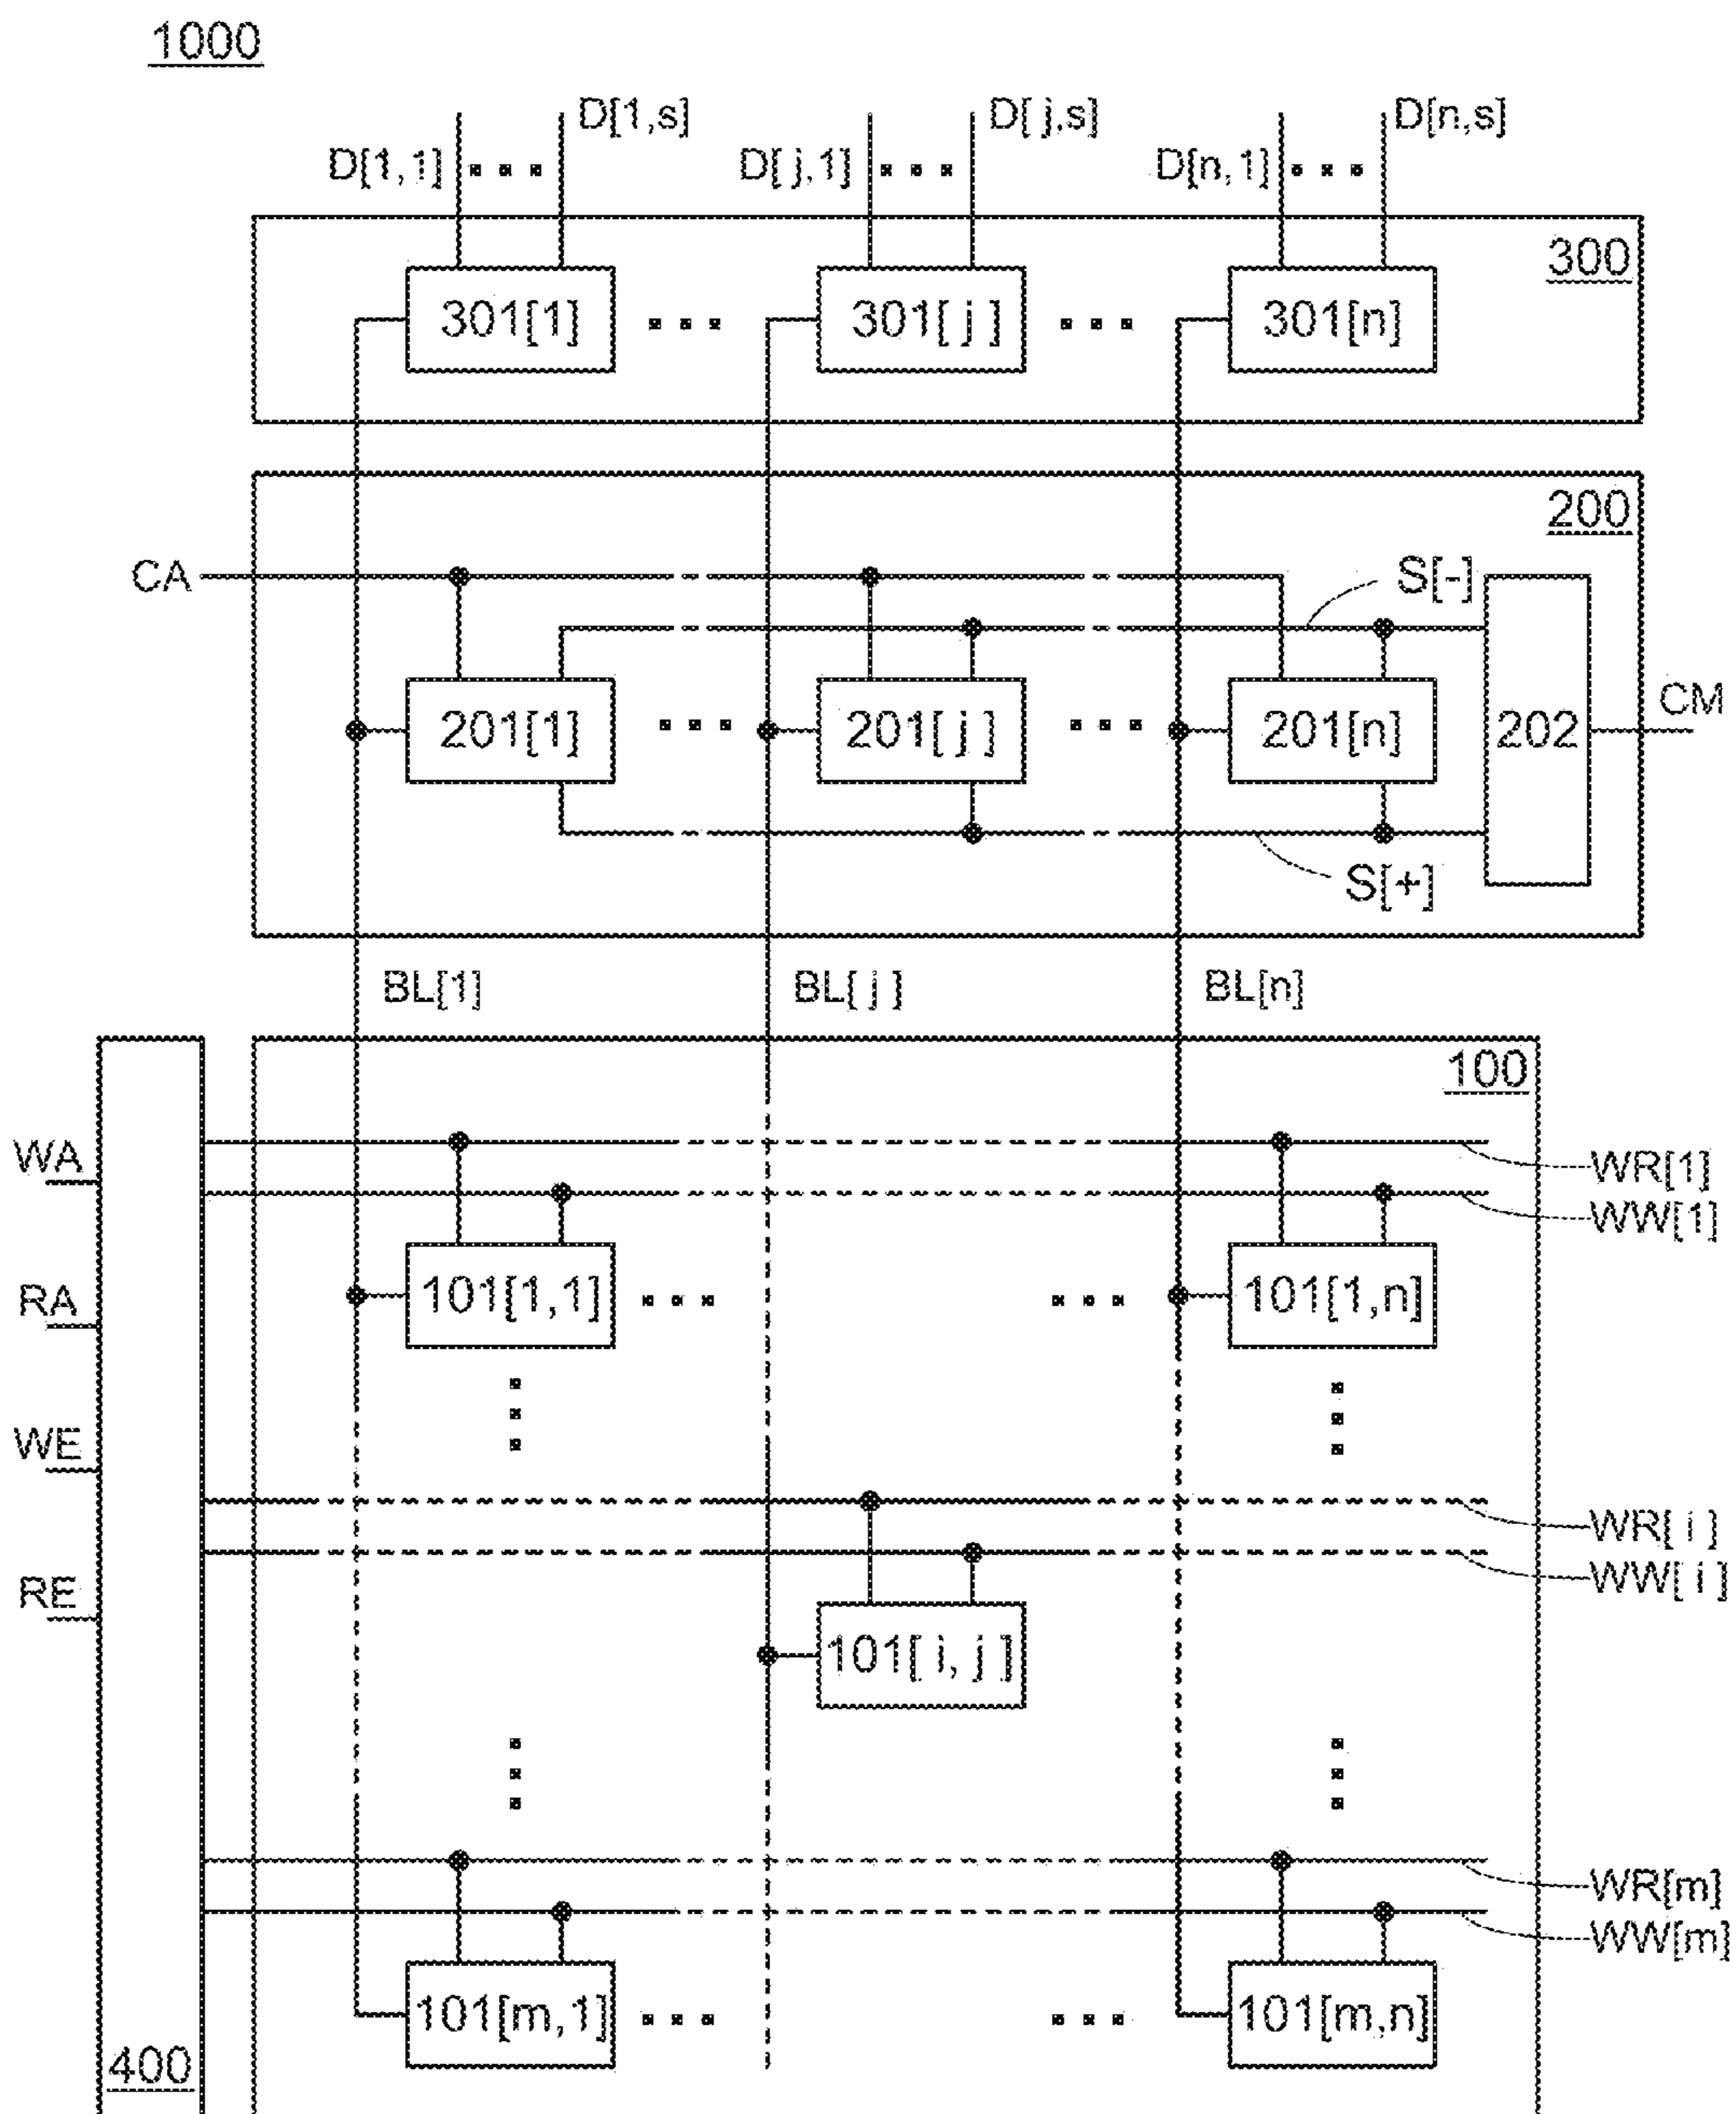 1000
D[1,1] D[1,s] D[ j,1] D[ j,s] D[n,1] D[n,s]
300
301[1] 301[ j ] 301[n]
200
CA
S[-]
201[1] 201[ j ] 201[n] 202 CM
S[+]
BL[1] BL[ j ] BL[n]
100
WA WR[1]
WW[1]
RA 101[1,1] 101[1,n]
WE
WR[ i ]
RE WW[ i ]
101[ i, j ]
WR[m]
WW[m]
101[m,1] 101[m,n]
400